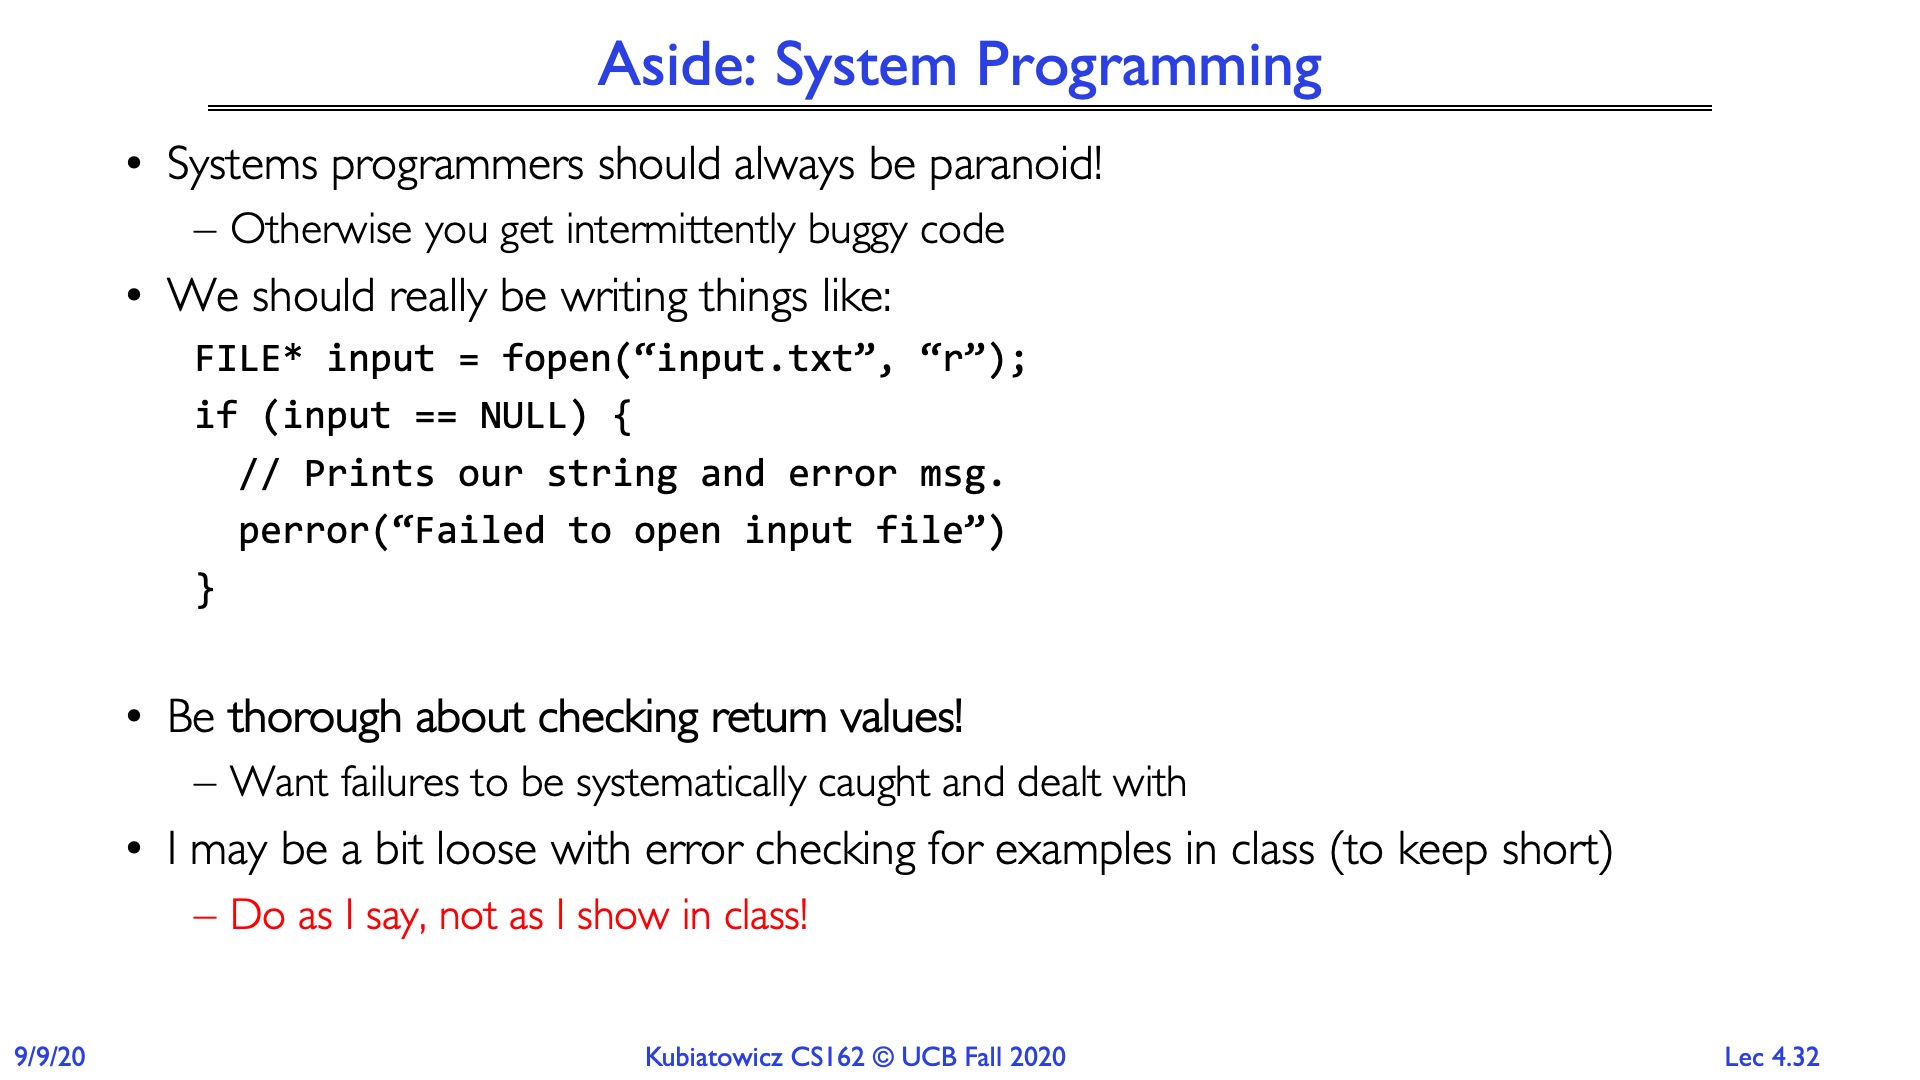 Aside: System Programming
• Systems programmers should always be paranoid!
– Otherwise you get intermittently buggy code
• We should really be writing things like:
FILE* input = fopen(“input.txt”, “r”);
if (input == NULL) {
// Prints our string and error msg.
perror(“Failed to open input file”)
}
• Be thorough about checking return values!
– Want failures to be systematically caught and dealt with
• I may be a bit loose with error checking for examples in class (to keep short)
– Do as I say, not as I show in class!
9/9/20
Kubiatowicz CS162 © UCB Fall 2020
Lec 4.32